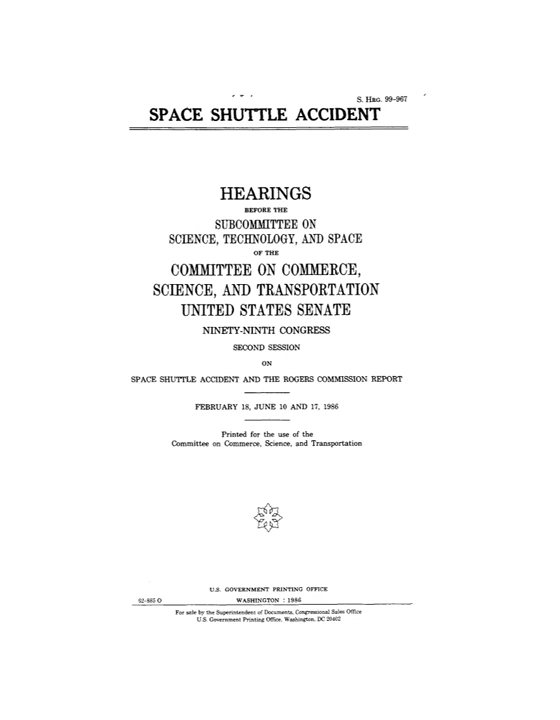 S. HRG. 99-967
SPACE SHUTTLE ACCIDENT
HEARINGS
BEFORE THE
SUBCOMMITTEE ON
SCIENCE, TECHNOLOGY, AND SPACE
OF THE
COMMITTEE ON COMMERCE,
SCIENCE, AND TRANSPORTATION
UNITED STATES SENATE
NINETY-NINTH CONGRESS
SECOND SESSION
ON
SPACE SHUTTLE ACCIDENT AND THE ROGERS COMMISSION REPORT
FEBRUARY 18, JUNE 10 AND 17, 1986
Printed for the use of the
Committee on Commerce, Science, and Transportation
U.S. GOVERNMENT PRINTING OFFICE
62-885 O WASHINGTON : 1986
For sale by the Superintendent of Documents, Congressional Sales Office
U.S. Government Printing Office, Washington, DC 20402